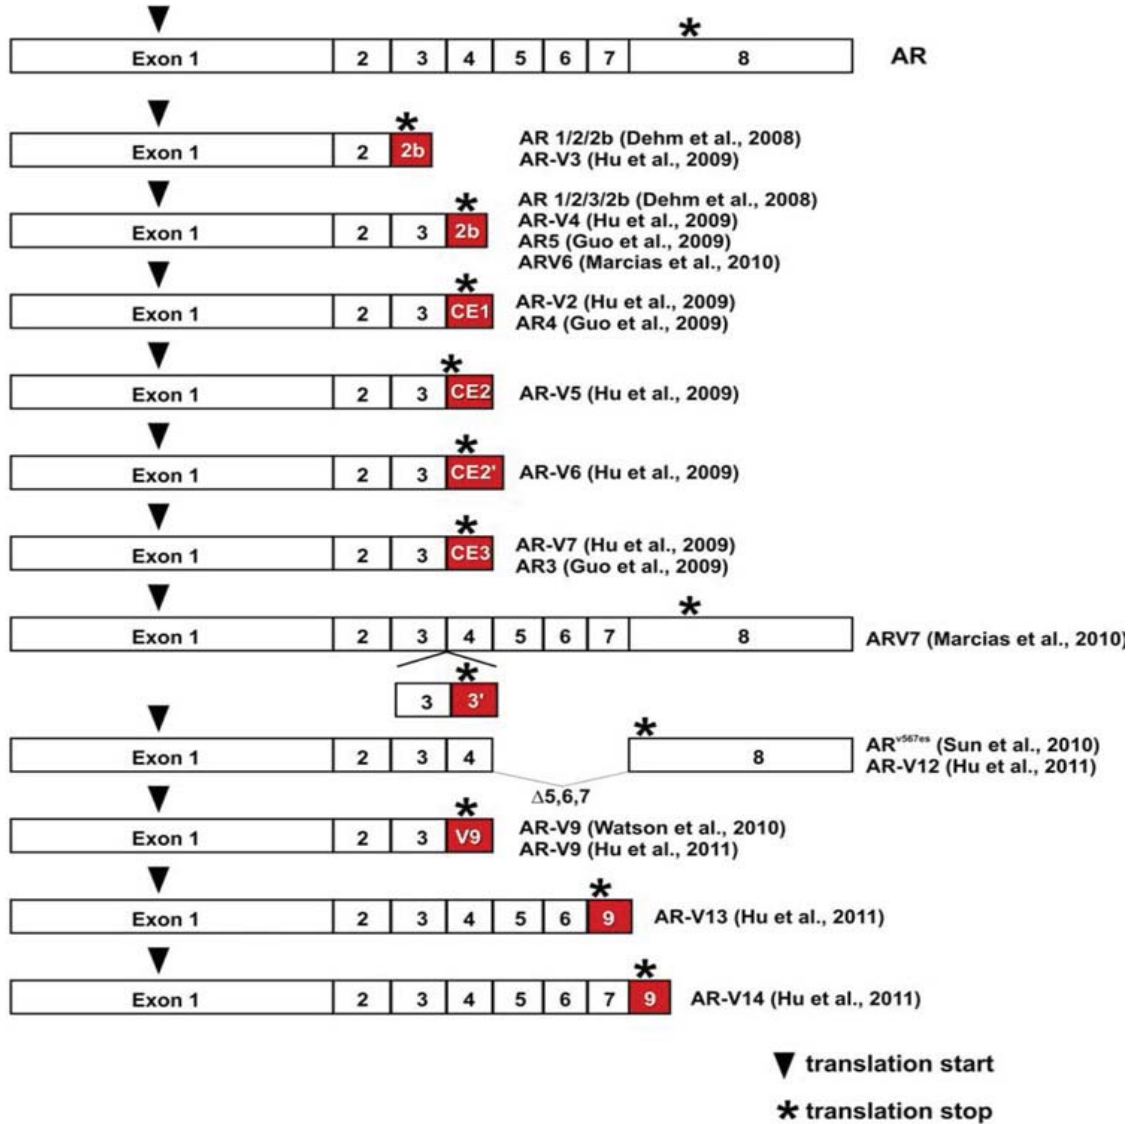 Exon 1 2 3 4 5 6 7 8 AR
Exon 1 2 2b
AR 1/2/2b (Dehm et al., 2008)
AR-V3 (Hu et al., 2009)
Exon 1 2 3 2b
AR 1/2/3/2b (Dehm et al., 2008)
AR-V4 (Hu et al., 2009)
AR5 (Guo et al., 2009)
ARV6 (Marcias et al., 2010)
Exon 1 2 3 CE1
AR-V2 (Hu et al., 2009)
AR4 (Guo et al., 2009)
Exon 1 2 3 CE2 AR-V5 (Hu et al., 2009)
Exon 1 2 3 CE2' AR-V6 (Hu et al., 2009)
Exon 1 2 3 CE3
AR-V7 (Hu et al., 2009)
AR3 (Guo et al., 2009)
Exon 1 2 3 4 5 6 7 8 ARV7 (Marcias et al., 2010)
3 3'
Exon 1 2 3 4 8
ARv567es (Sun et al., 2010)
AR-V12 (Hu et al., 2011)
Δ5,6,7
Exon 1 2 3 V9
AR-V9 (Watson et al., 2010)
AR-V9 (Hu et al., 2011)
Exon 1 2 3 4 5 6 9 AR-V13 (Hu et al., 2011)
Exon 1 2 3 4 5 6 7 9 AR-V14 (Hu et al., 2011)
▼ translation start
* translation stop